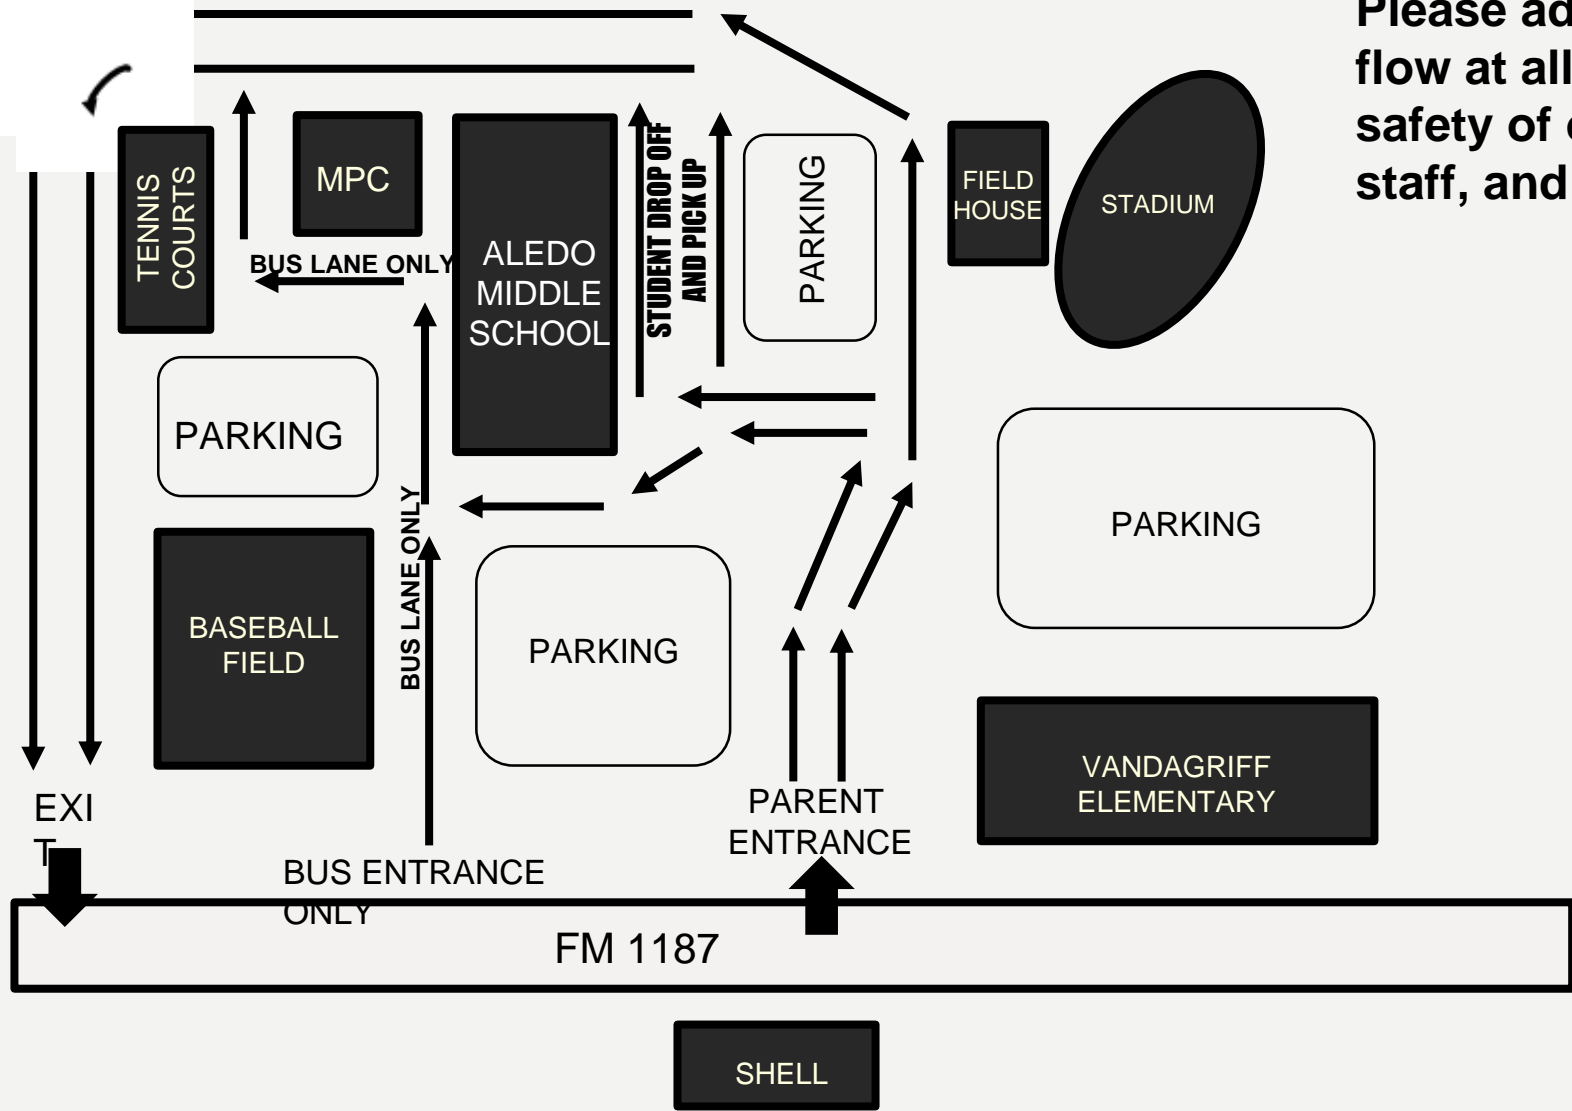 Please ad
flow at all
safety of
staff, and
TENNIS
COURTS
MPC
BUS LANE ONLY
ALEDO
MIDDLE
SCHOOL
STUDENT DROP OFF
AND PICK UP
PARKING
FIELD
HOUSE
STADIUM
PARKING
BUS LANE ONLY
PARKING
BASEBALL
FIELD
PARKING
VANDAGRIFF
ELEMENTARY
EXI
T
PARENT
ENTRANCE
BUS ENTRANCE
ONLY
FM 1187
SHELL